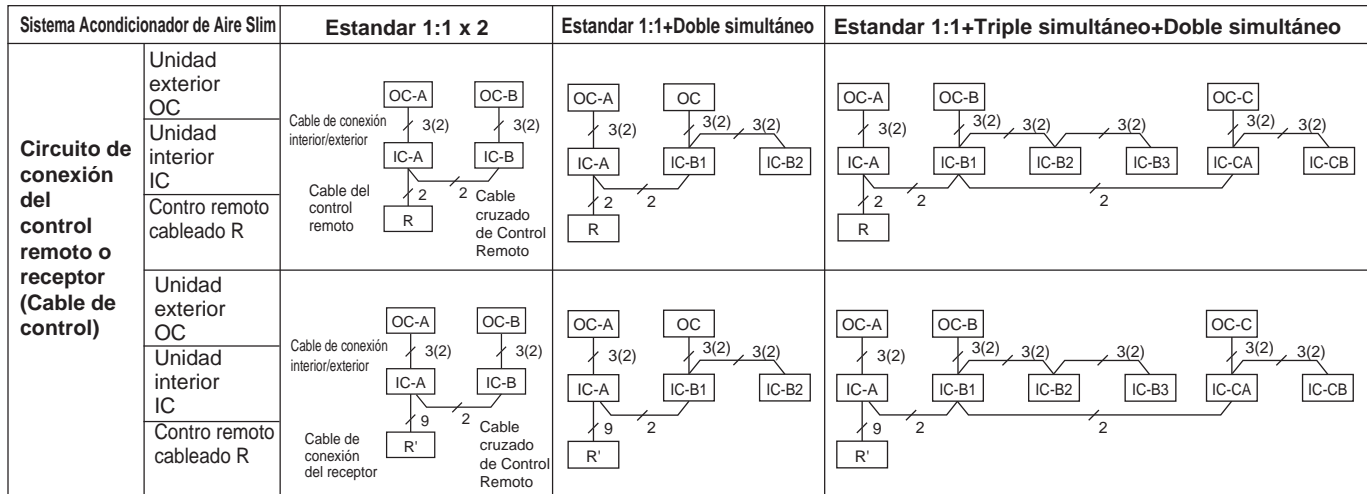 Sistema Acondicionador de Aire Slim
Estandar 1:1 x 2
Estandar 1:1+Doble simultáneo
Estandar 1:1+Triple simultáneo+Doble simultáneo
Circuito de
conexión
del
control
remoto o
receptor
(Cable de
control)
Unidad
exterior
OC
Unidad
interior
IC
Contro remoto
cableado R
OC-A
OC-B
Cable de conexión
interior/exterior
3(2)
3(2)
IC-A
IC-B
Cable del
control
remoto
2
2
Cable
cruzado
de Control
Remoto
R
OC-A
OC
3(2)
3(2)
3(2)
IC-A
IC-B1
IC-B2
2
2
R
OC-A
OC-B
OC-C
3(2)
3(2)
3(2)
3(2)
3(2)
3(2)
IC-A
IC-B1
IC-B2
IC-B3
IC-CA
IC-CB
2
2
2
R
Unidad
exterior
OC
Unidad
interior
IC
Contro remoto
cableado R
OC-A
OC-B
Cable de conexión
interior/exterior
3(2)
3(2)
IC-A
IC-B
9
2
Cable
cruzado
de Control
Remoto
Cable de
conexión
del receptor
R'
OC-A
OC
3(2)
3(2)
3(2)
IC-A
IC-B1
IC-B2
9
2
R'
OC-A
OC-B
OC-C
3(2)
3(2)
3(2)
3(2)
3(2)
3(2)
IC-A
IC-B1
IC-B2
IC-B3
IC-CA
IC-CB
9
2
2
R'